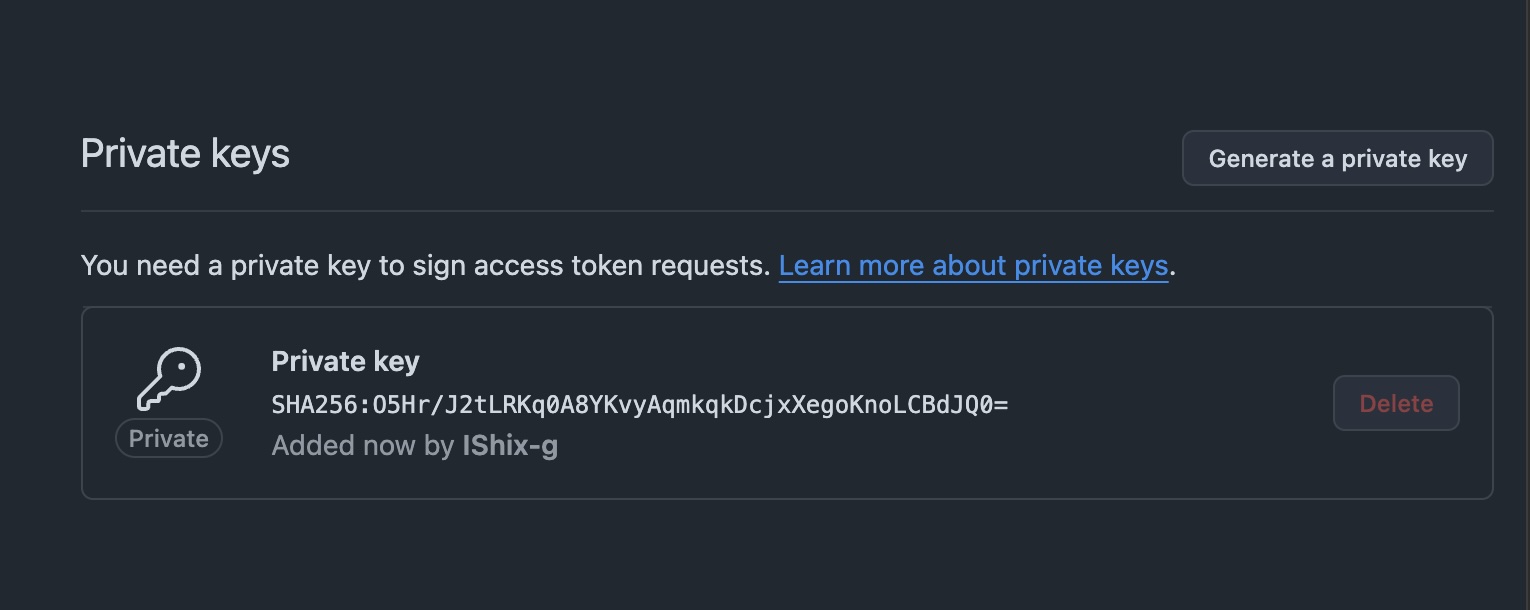 Private keys
Generate a private key
You need a private key to sign access token requests. Learn more about private keys.
Private key
SHA256:O5Hr/J2tLRKq0A8YKvyAqmkqkDcjxXegoKnoLCBdJQ0=
Private
Added now by IShix-g
Delete